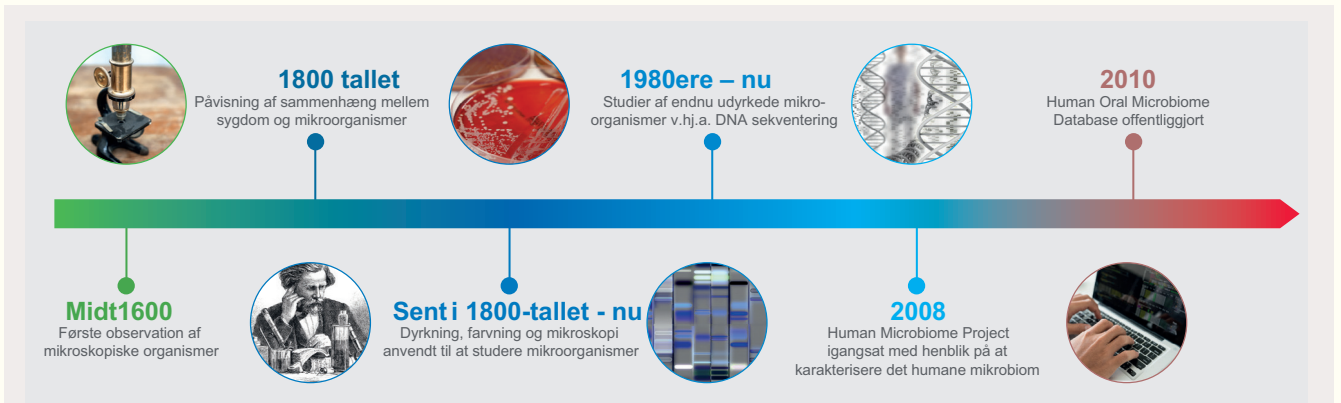 1800 tallet
Påvisning af sammenhæng mellem
sygdom og mikroorganismer
1980ere – nu
Studier af endnu udyrkede mikro-
organismer v.hj.a. DNA sekventering
2010
Human Oral Microbiome
Database offentliggjort
Midt1600
Første observation af
mikroskopiske organismer
Sent i 1800-tallet - nu
Dyrkning, farvning og mikroskopi
anvendt til at studere mikroorganismer
2008
Human Microbiome Project
igangsat med henblik på at
karakterisere det humane mikrobiom